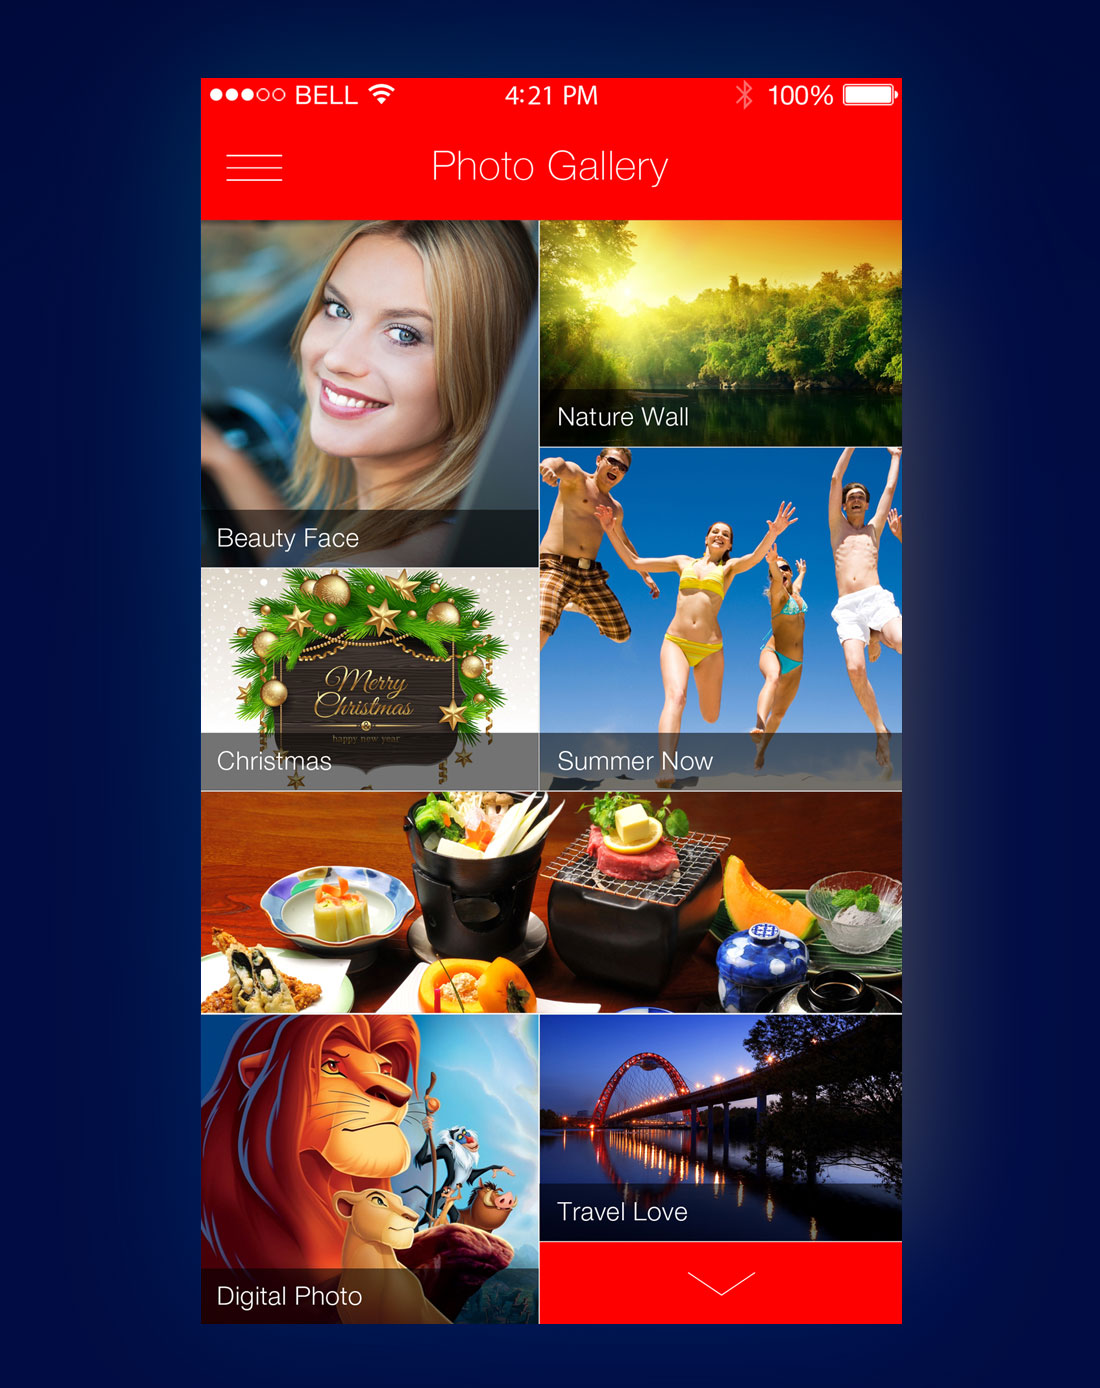 BELL 4:21 PM 100%
Photo Gallery
Nature Wall
Beauty Face
Merry
Christmas
&
happy new year
Christmas
Summer Now
Travel Love
Digital Photo